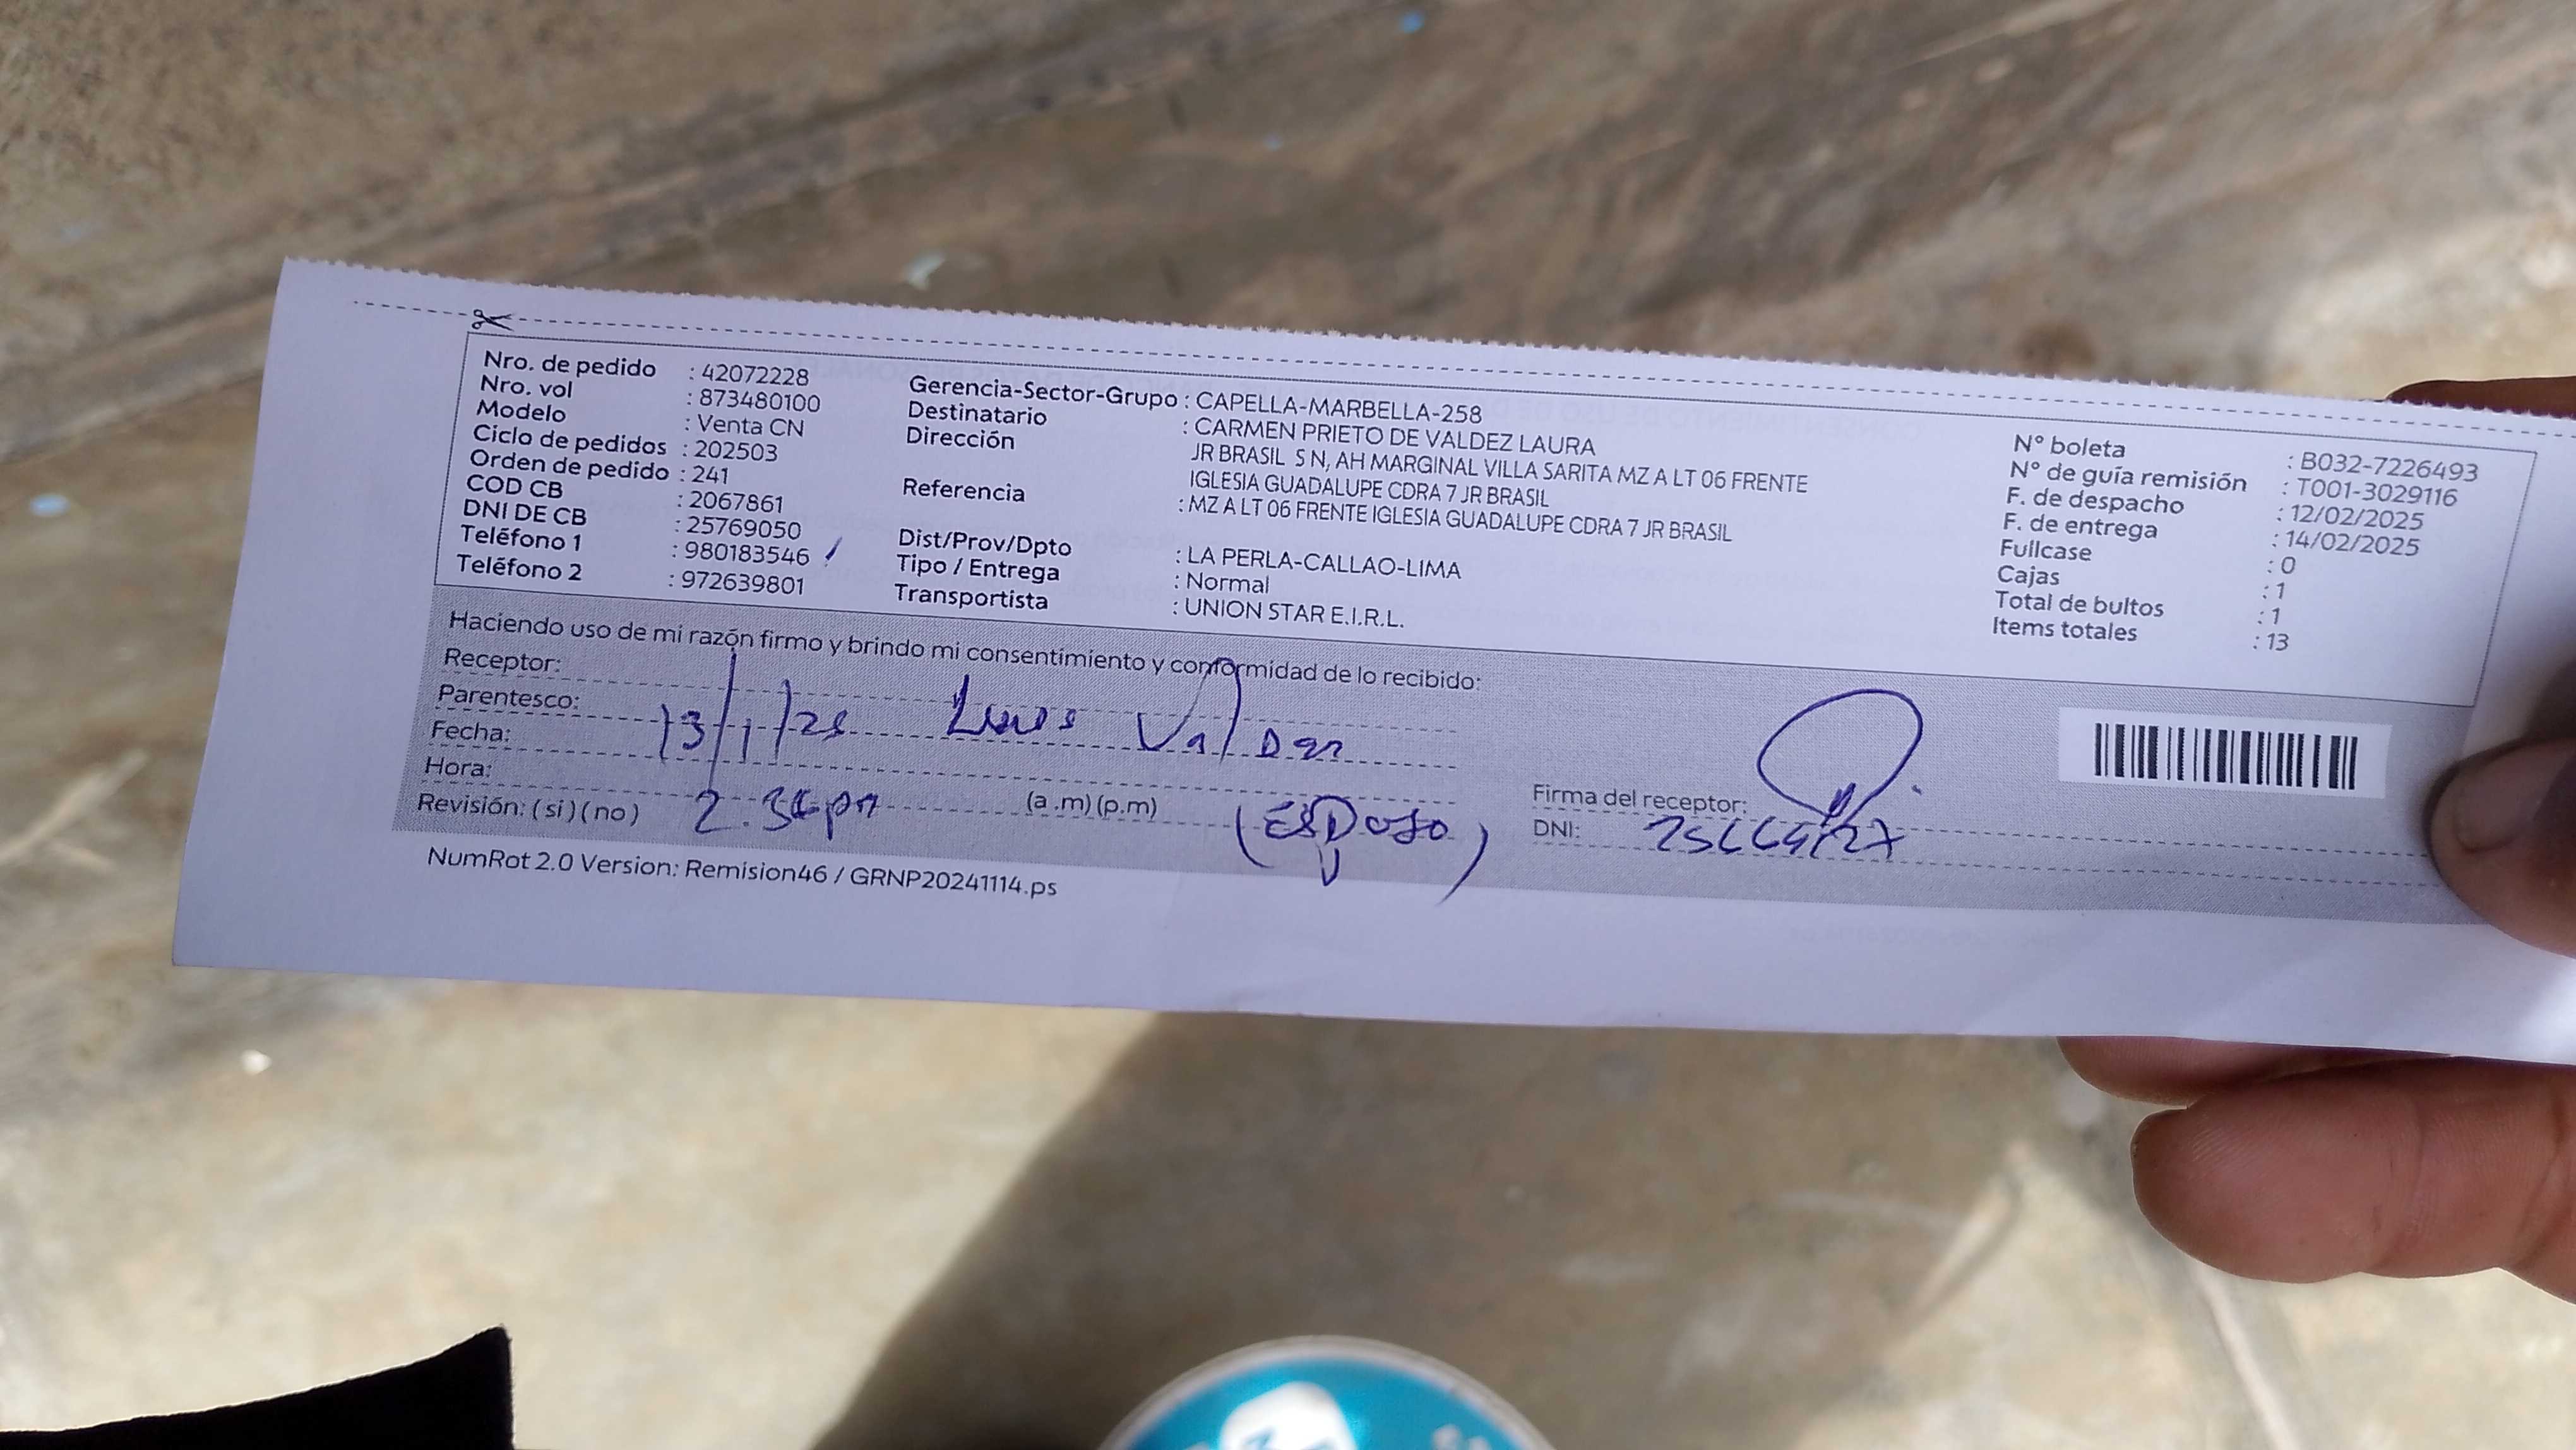 Nro. de pedido : 42072228
Nro. vol : 873480100
Modelo : Venta CN
Ciclo de pedidos : 202503
Orden de pedido : 241
COD CB : 2067861
DNI DE CB : 25769050
Teléfono 1 : 980183546
Teléfono 2 : 972639801
Gerencia-Sector-Grupo : CAPELLA-MARBELLA-258
Destinatario : CARMEN PRIETO DE VALDEZ LAURA
Dirección JR BRASIL S N, AH MARGINAL VILLA SARITA MZ A LT 06 FRENTE
IGLESIA GUADALUPE CDRA 7 JR BRASIL
Referencia : MZ A LT 06 FRENTE IGLESIA GUADALUPE CDRA 7 JR BRASIL
Dist/Prov/Dpto : LA PERLA-CALLAO-LIMA
Tipo / Entrega : Normal
Transportista : UNION STAR E.I.R.L.
N° boleta : B032-7226493
N° de guía remisión : T001-3029116
F. de despacho : 12/02/2025
F. de entrega : 14/02/2025
Fullcase : 0
Cajas : 1
Total de bultos : 1
Items totales : 13
Haciendo uso de mi razón firmo y brindo mi consentimiento y conformidad de lo recibido:
Receptor:
Parentesco:
Fecha: 13/1/25 Luis Valdez
Hora: (a .m) (p.m)
Revisión: ( si ) ( no ) 2:36pm (Esposo)
Firma del receptor:
DNI:
NumRot 2.0 Version: Remision46 / GRNP20241114.ps